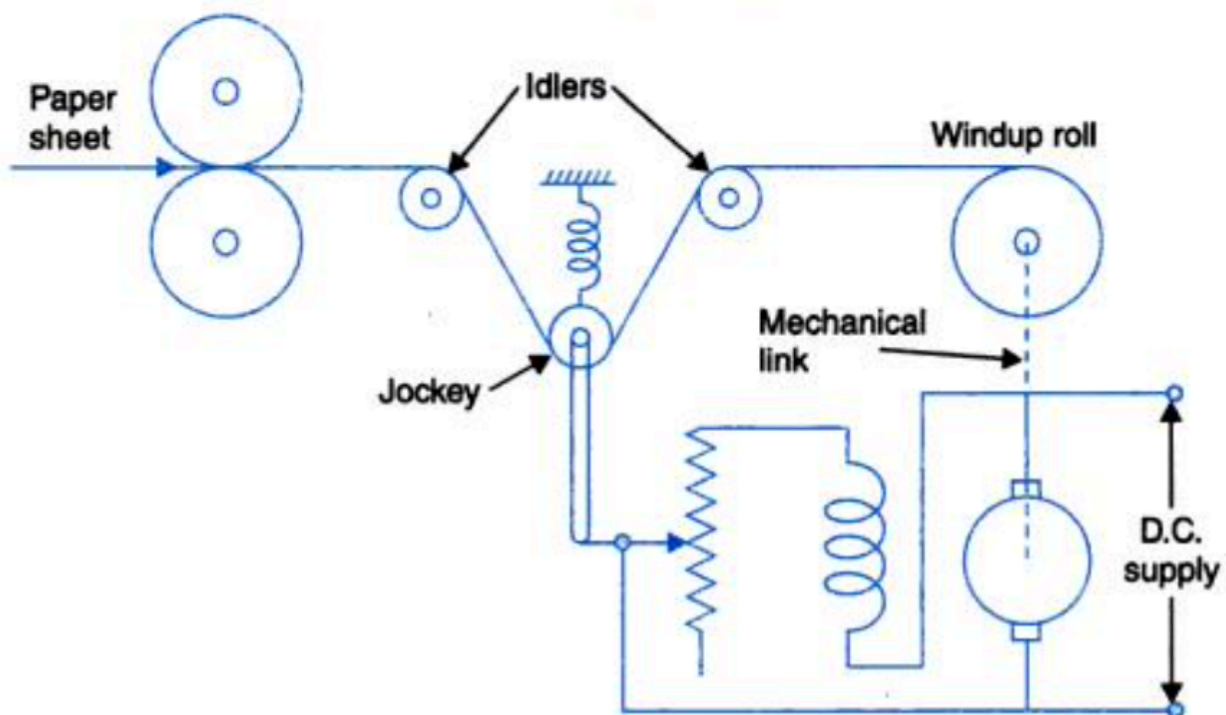 Paper
sheet
Idlers
Windup roll
Mechanical
link
Jockey
D.C.
supply